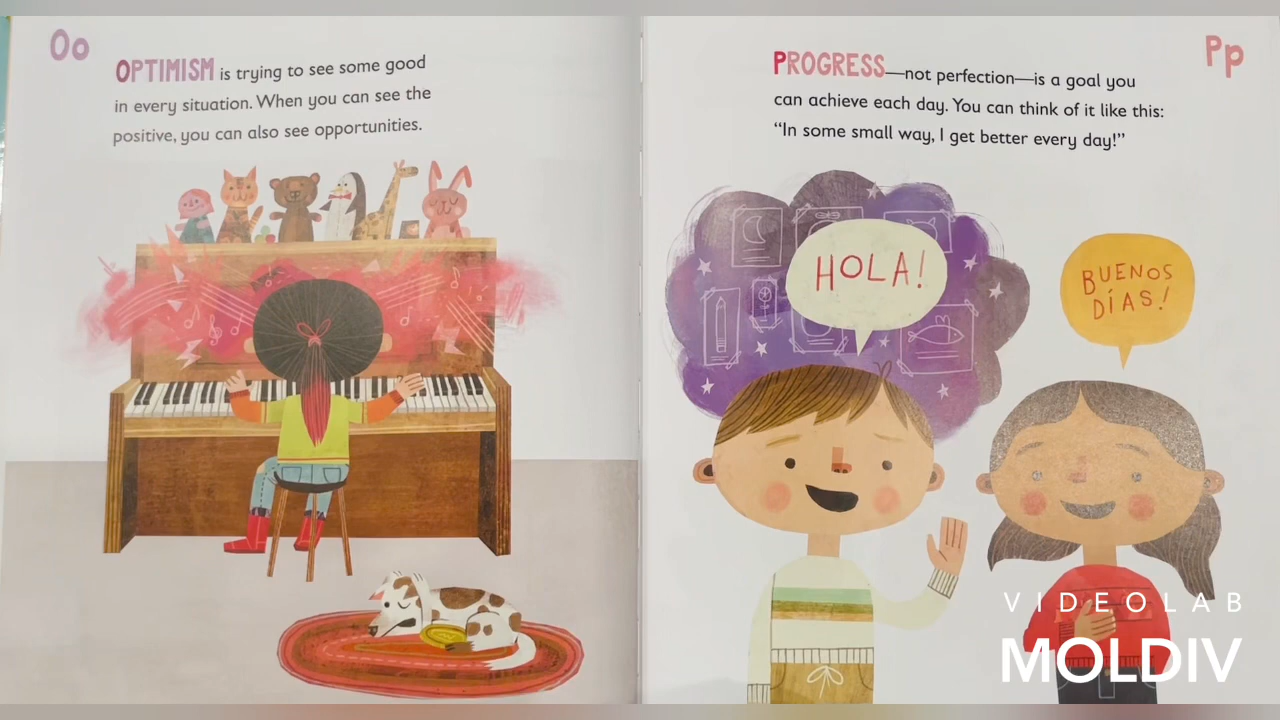 Oo
OPTIMISM is trying to see some good
in every situation. When you can see the
positive, you can also see opportunities.
Pp
PROGRESS—not perfection—is a goal you
can achieve each day. You can think of it like this:
“In some small way, I get better every day!”
HOLA!
BUENOS
DÍAS!
VIDEOLAB
MOLDIV